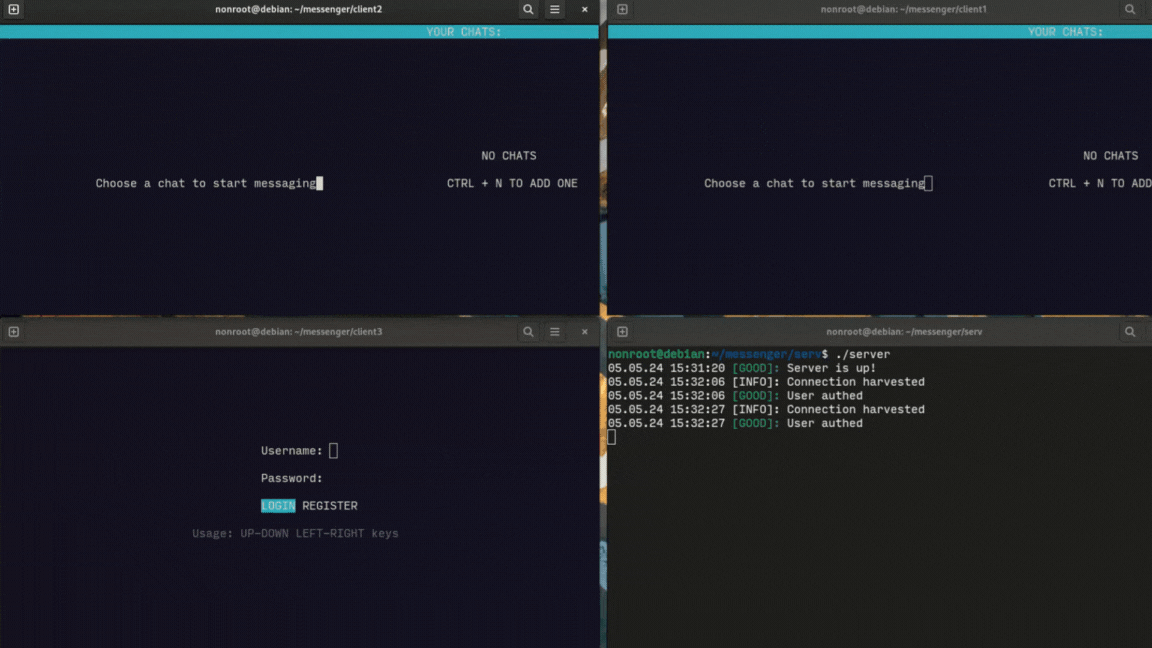 nonroot@debian: ~/messenger/client2
YOUR CHATS:
NO CHATS
Choose a chat to start messaging
CTRL + N TO ADD ONE
nonroot@debian: ~/messenger/client1
YOUR CHATS:
NO CHATS
Choose a chat to start messaging
CTRL + N TO ADD
nonroot@debian: ~/messenger/client3
Username:
Password:
LOGIN REGISTER
Usage: UP-DOWN LEFT-RIGHT keys
nonroot@debian: ~/messenger/serv
nonroot@debian:~/messenger/serv$ ./server
05.05.24 15:31:20 [GOOD]: Server is up!
05.05.24 15:32:06 [INFO]: Connection harvested
05.05.24 15:32:06 [GOOD]: User authed
05.05.24 15:32:27 [INFO]: Connection harvested
05.05.24 15:32:27 [GOOD]: User authed